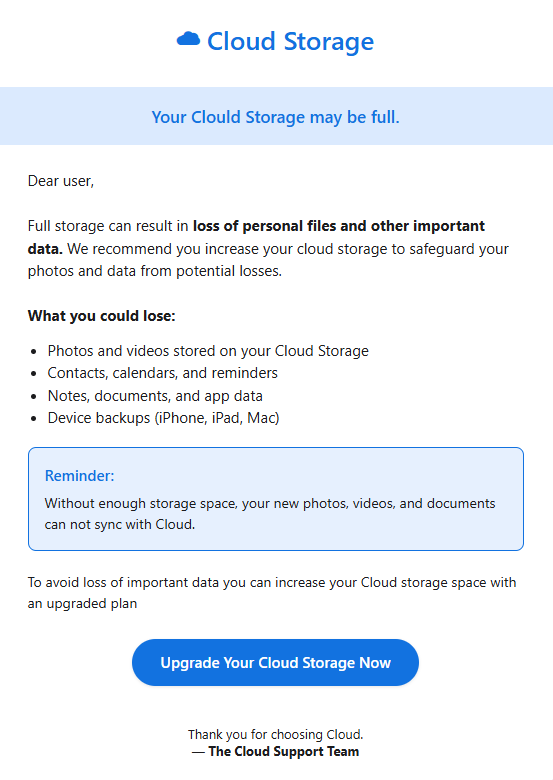 Cloud Storage
Your Clould Storage may be full.
Dear user,
Full storage can result in loss of personal files and other important
data. We recommend you increase your cloud storage to safeguard your
photos and data from potential losses.
What you could lose:
• Photos and videos stored on your Cloud Storage
• Contacts, calendars, and reminders
• Notes, documents, and app data
• Device backups (iPhone, iPad, Mac)
Reminder:
Without enough storage space, your new photos, videos, and documents
can not sync with Cloud.
To avoid loss of important data you can increase your Cloud storage space with
an upgraded plan
Upgrade Your Cloud Storage Now
Thank you for choosing Cloud.
— The Cloud Support Team